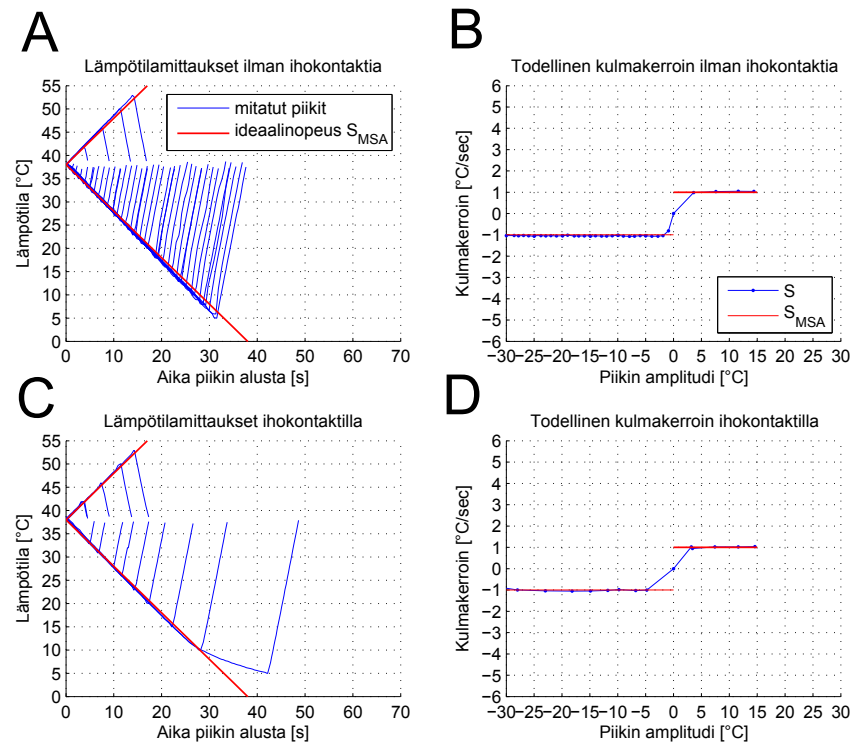 A
Lämpötilamittaukset ilman ihokontaktia
55
50
45
40
35
30
25
20
15
10
5
0
Lämpötila [°C]
mitatut piikit
ideaalinopeus S_MSA
0 10 20 30 40 50 60 70
Aika piikin alusta [s]
B
Todellinen kulmakerroin ilman ihokontaktia
6
5
4
3
2
1
0
−1
−2
−3
−4
−5
−6
Kulmakerroin [°C/sec]
S
S_MSA
−30−25−20−15−10 −5 0 5 10 15 20 25 30
Piikin amplitudi [°C]
C
Lämpötilamittaukset ihokontaktilla
55
50
45
40
35
30
25
20
15
10
5
0
Lämpötila [°C]
0 10 20 30 40 50 60 70
Aika piikin alusta [s]
D
Todellinen kulmakerroin ihokontaktilla
6
5
4
3
2
1
0
−1
−2
−3
−4
−5
−6
Kulmakerroin [°C/sec]
−30−25−20−15−10 −5 0 5 10 15 20 25 30
Piikin amplitudi [°C]